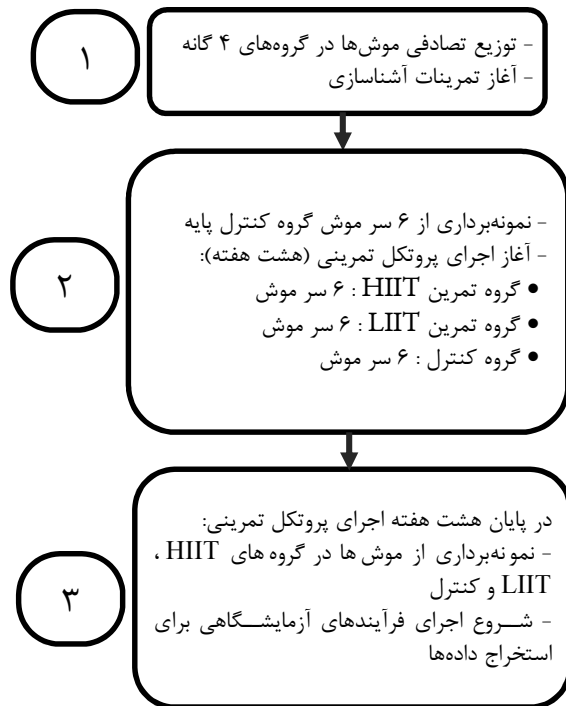 ۱
- توزیع تصادفی موش‌ها در گروه‌های ۴ گانه
- آغاز تمرینات آشناسازی
۲
- نمونه‌برداری از ۶ سر موش گروه کنترل پایه
- آغاز اجرای پروتکل تمرینی (هشت هفته):
● گروه تمرین HIIT : ۶ سر موش
● گروه تمرین LIIT : ۶ سر موش
● گروه کنترل : ۶ سر موش
۳
در پایان هشت هفته اجرای پروتکل تمرینی:
- نمونه‌برداری از موش ها در گروه های HIIT ،
LIIT و کنترل
- شــروع اجرای فرآیندهای آزمایشــگاهی برای
استخراج داده‌ها